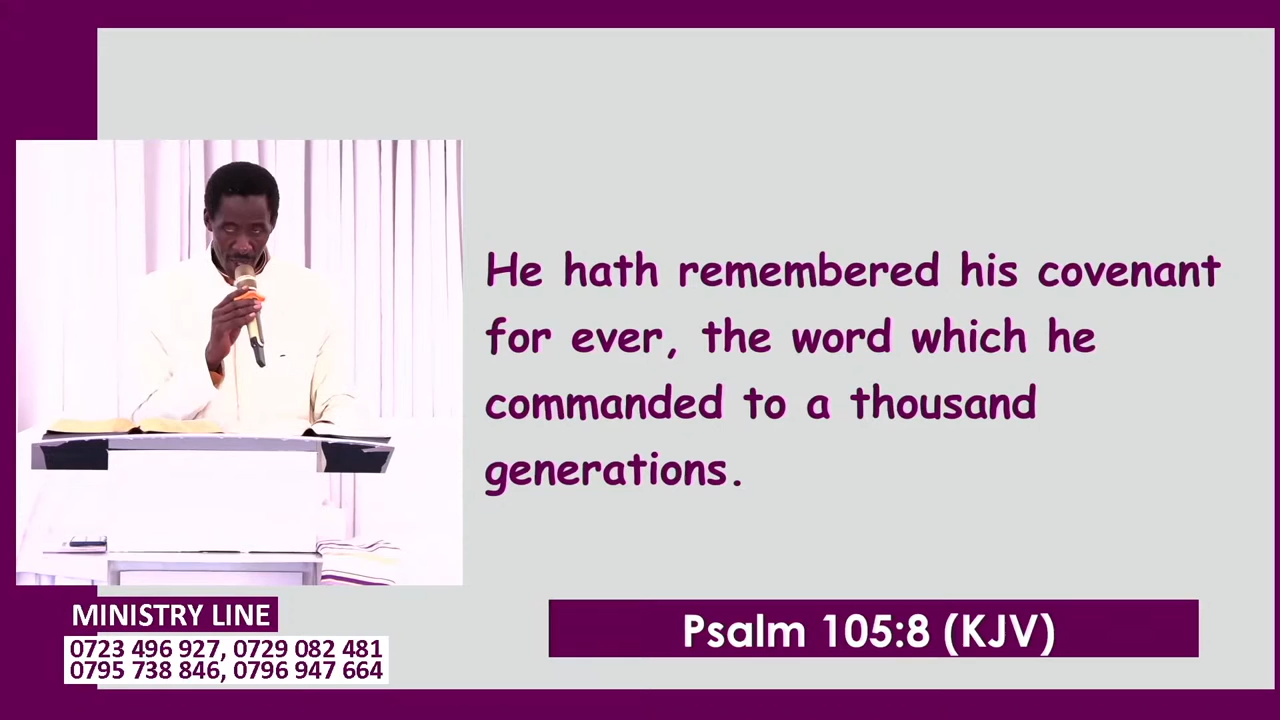 He hath remembered his covenant
for ever, the word which he
commanded to a thousand
generations.
Psalm 105:8 (KJV)
MINISTRY LINE
0723 496 927, 0729 082 481
0795 738 846, 0796 947 664